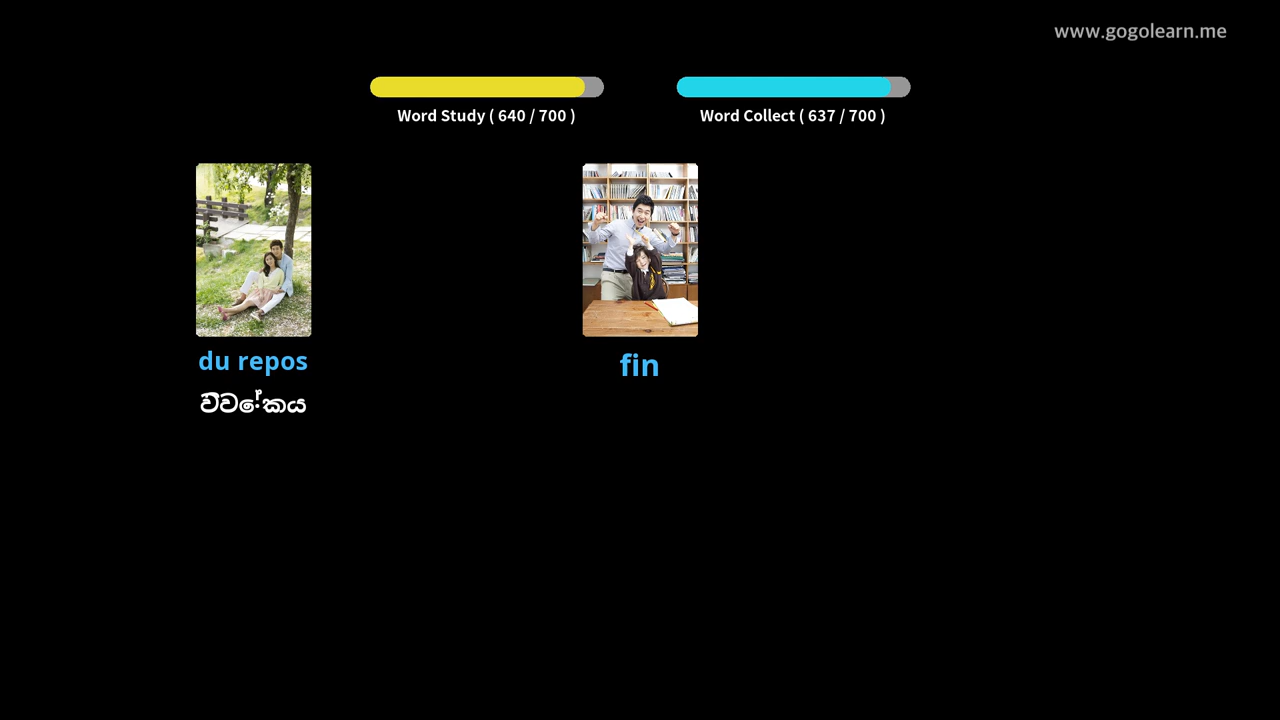 www.gogolearn.me
Word Study ( 640 / 700 )
Word Collect ( 637 / 700 )
du repos
fin
විවේකය